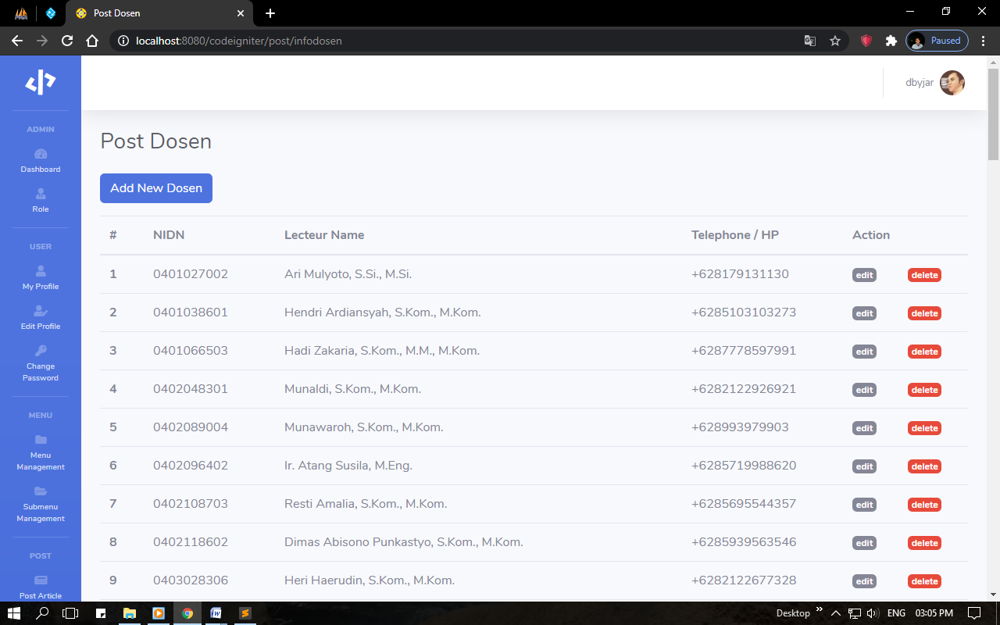 Post Dosen
localhost:8080/codeigniter/post/infodosen
Paused
dbyjar
ADMIN
Dashboard
Role
USER
My Profile
Edit Profile
Change
Password
MENU
Menu
Management
Submenu
Management
POST
Post Article
Post Dosen
Add New Dosen
# NIDN Lecteur Name Telephone / HP Action
1 0401027002 Ari Mulyoto, S.Si., M.Si. +628179131130 edit delete
2 0401038601 Hendri Ardiansyah, S.Kom., M.Kom. +6285103103273 edit delete
3 0401066503 Hadi Zakaria, S.Kom., M.M., M.Kom. +6287778597991 edit delete
4 0402048301 Munaldi, S.Kom., M.Kom. +6282122926921 edit delete
5 0402089004 Munawaroh, S.Kom., M.Kom. +628993979903 edit delete
6 0402096402 Ir. Atang Susila, M.Eng. +6285719988620 edit delete
7 0402108703 Resti Amalia, S.Kom., M.Kom. +6285695544357 edit delete
8 0402118602 Dimas Abisono Punkastyo, S.Kom., M.Kom. +6285939563546 edit delete
9 0403028306 Heri Haerudin, S.Kom., M.Kom. +6282122677328 edit delete
Desktop ENG 03:05 PM